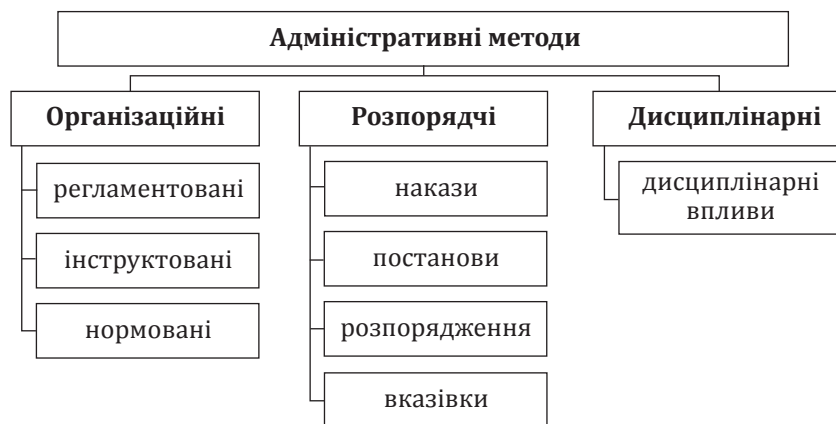 Адміністративні методи
Організаційні
регламентовані
інструктовані
нормовані
Розпорядчі
накази
постанови
розпорядження
вказівки
Дисциплінарні
дисциплінарні
впливи